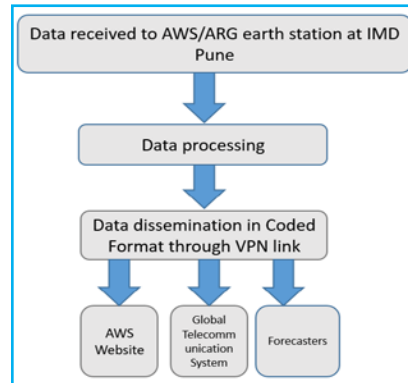 Data received to AWS/ARG earth station at IMD
Pune
Data processing
Data dissemination in Coded
Format through VPN link
AWS
Website
Global
Telecomm
unication
System
Forecasters